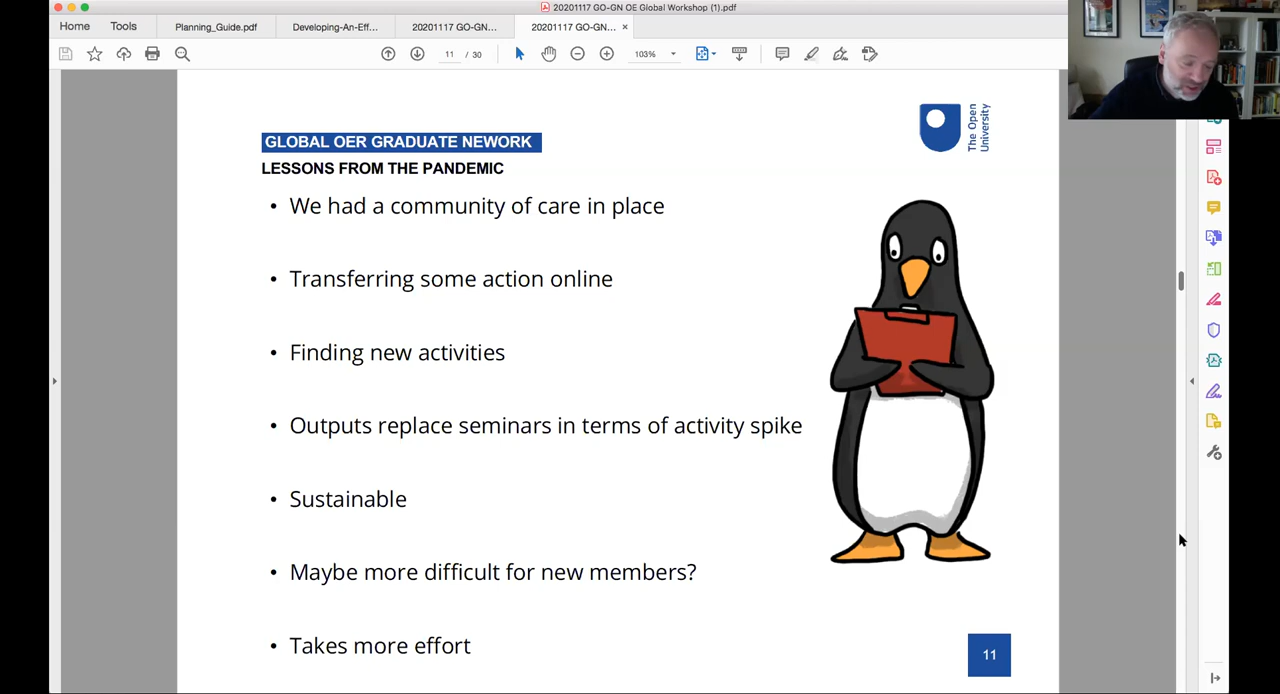 20201117 GO-GN OE Global Workshop (1).pdf
Home
Tools
Planning_Guide.pdf
Developing-An-Eff...
20201117 GO-GN...
20201117 GO-GN...
11 / 30
103%
The Open
University
GLOBAL OER GRADUATE NEWORK
LESSONS FROM THE PANDEMIC
• We had a community of care in place
• Transferring some action online
• Finding new activities
• Outputs replace seminars in terms of activity spike
• Sustainable
• Maybe more difficult for new members?
• Takes more effort
11